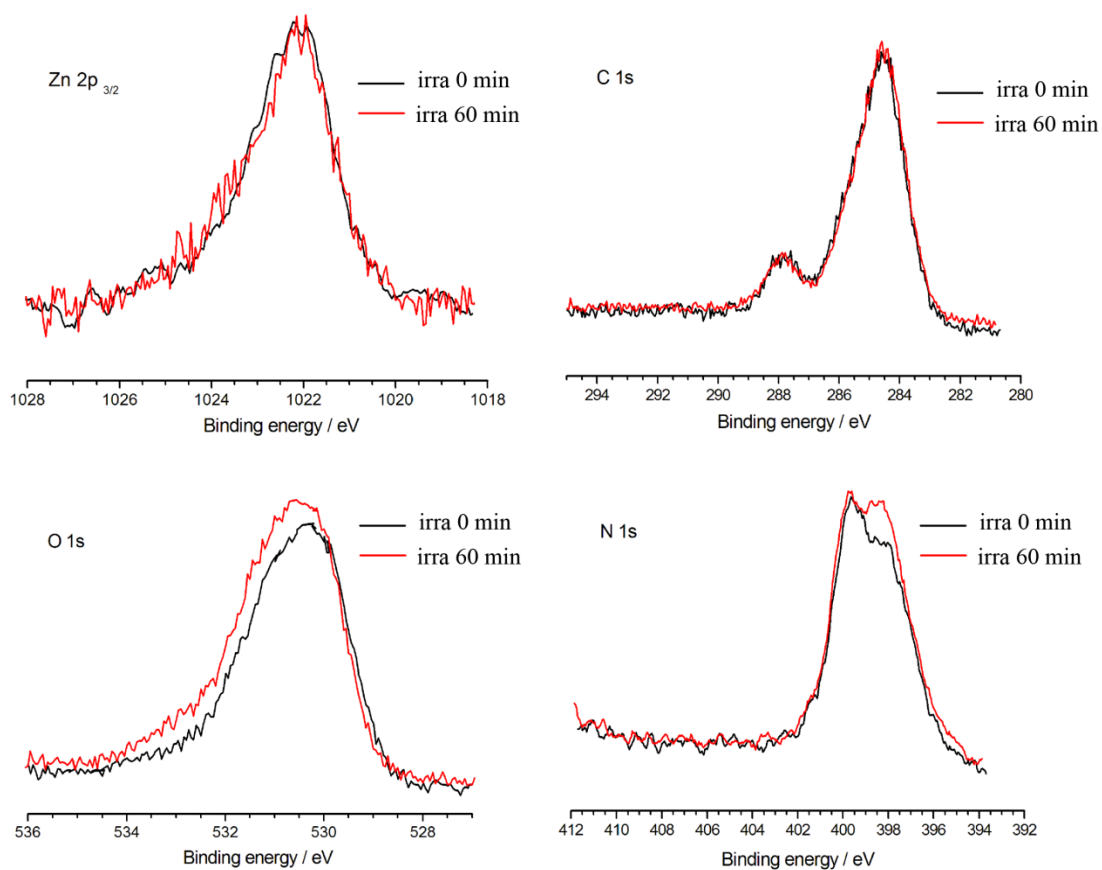 Zn 2p 3/2
irra 0 min
irra 60 min
1028 1026 1024 1022 1020 1018
Binding energy / eV
C 1s
irra 0 min
irra 60 min
294 292 290 288 286 284 282 280
Binding energy / eV
O 1s
irra 0 min
irra 60 min
536 534 532 530 528
Binding energy / eV
N 1s
irra 0 min
irra 60 min
412 410 408 406 404 402 400 398 396 394 392
Binding energy / eV